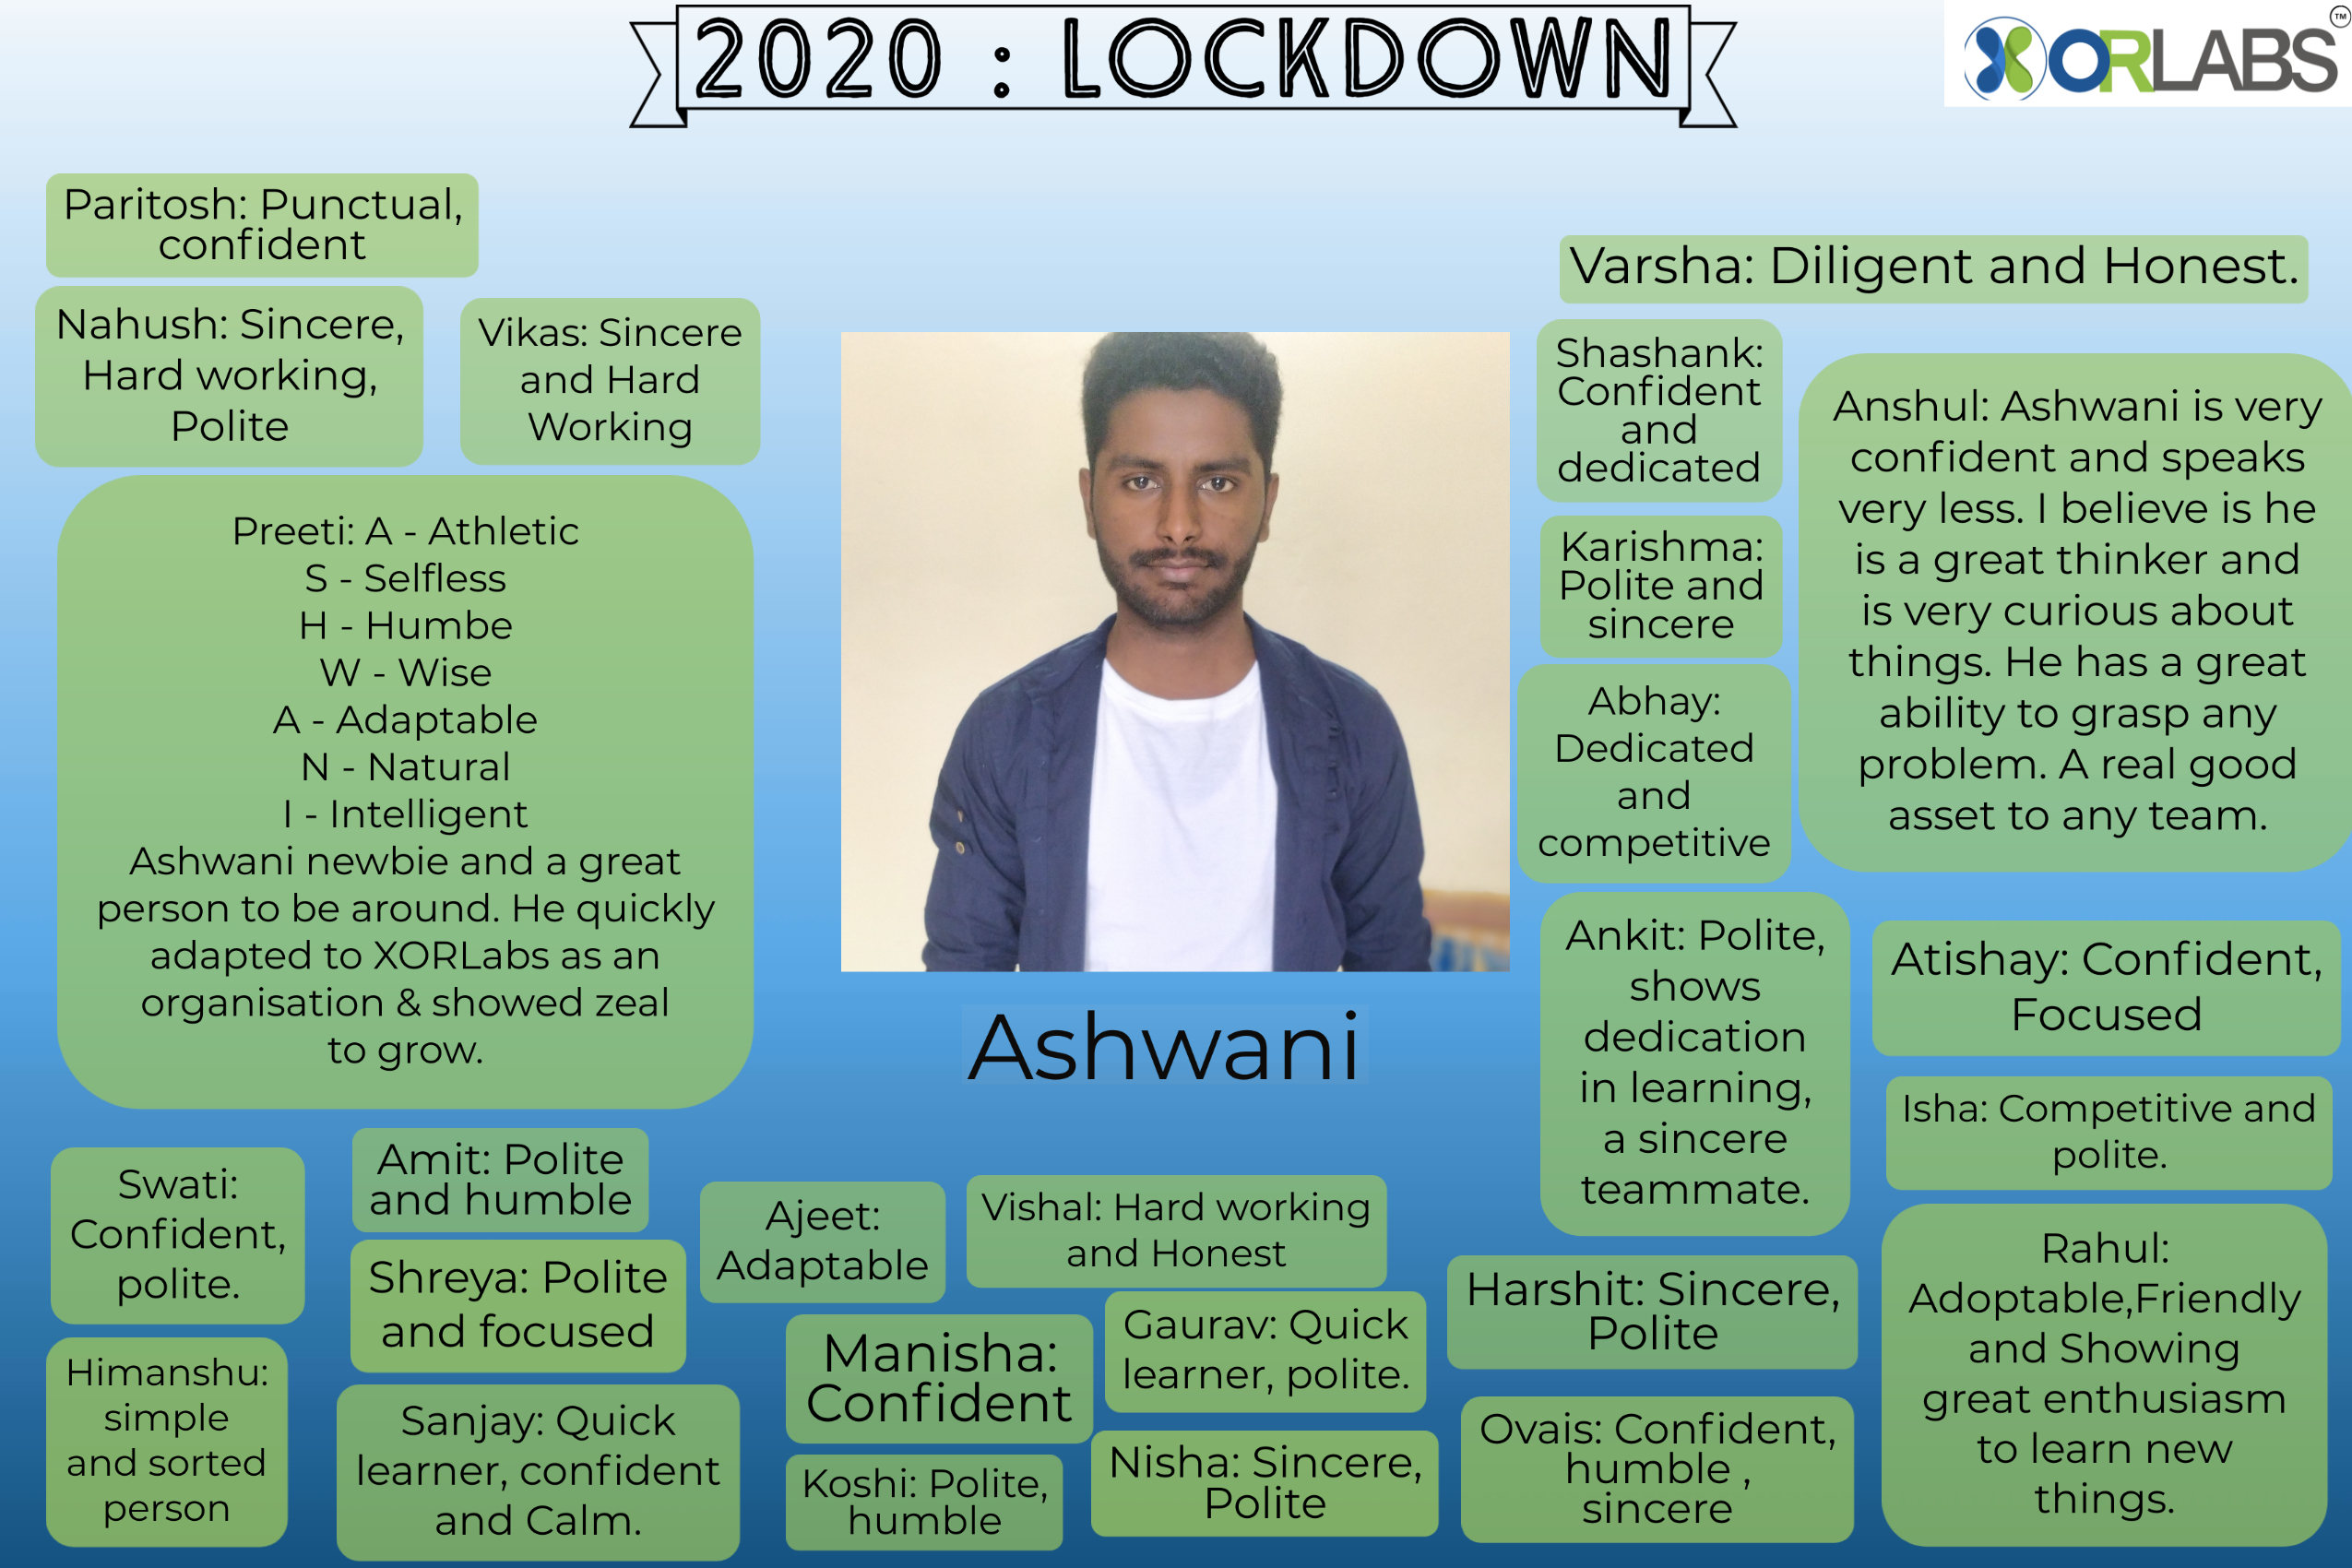 2020 : LOCKDOWN
XORLABS
TM
Paritosh: Punctual,
confident
Nahush: Sincere,
Hard working,
Polite
Vikas: Sincere
and Hard
Working
Preeti: A - Athletic
S - Selfless
H - Humbe
W - Wise
A - Adaptable
N - Natural
I - Intelligent
Ashwani newbie and a great
person to be around. He quickly
adapted to XORLabs as an
organisation & showed zeal
to grow.
Ashwani
Varsha: Diligent and Honest.
Shashank:
Confident
and
dedicated
Karishma:
Polite and
sincere
Abhay:
Dedicated
and
competitive
Anshul: Ashwani is very
confident and speaks
very less. I believe is he
is a great thinker and
is very curious about
things. He has a great
ability to grasp any
problem. A real good
asset to any team.
Ankit: Polite,
shows
dedication
in learning,
a sincere
teammate.
Atishay: Confident,
Focused
Isha: Competitive and
polite.
Swati:
Confident,
polite.
Amit: Polite
and humble
Shreya: Polite
and focused
Himanshu:
simple
and sorted
person
Sanjay: Quick
learner, confident
and Calm.
Ajeet:
Adaptable
Vishal: Hard working
and Honest
Manisha:
Confident
Gaurav: Quick
learner, polite.
Koshi: Polite,
humble
Nisha: Sincere,
Polite
Harshit: Sincere,
Polite
Ovais: Confident,
humble ,
sincere
Rahul:
Adoptable,Friendly
and Showing
great enthusiasm
to learn new
things.